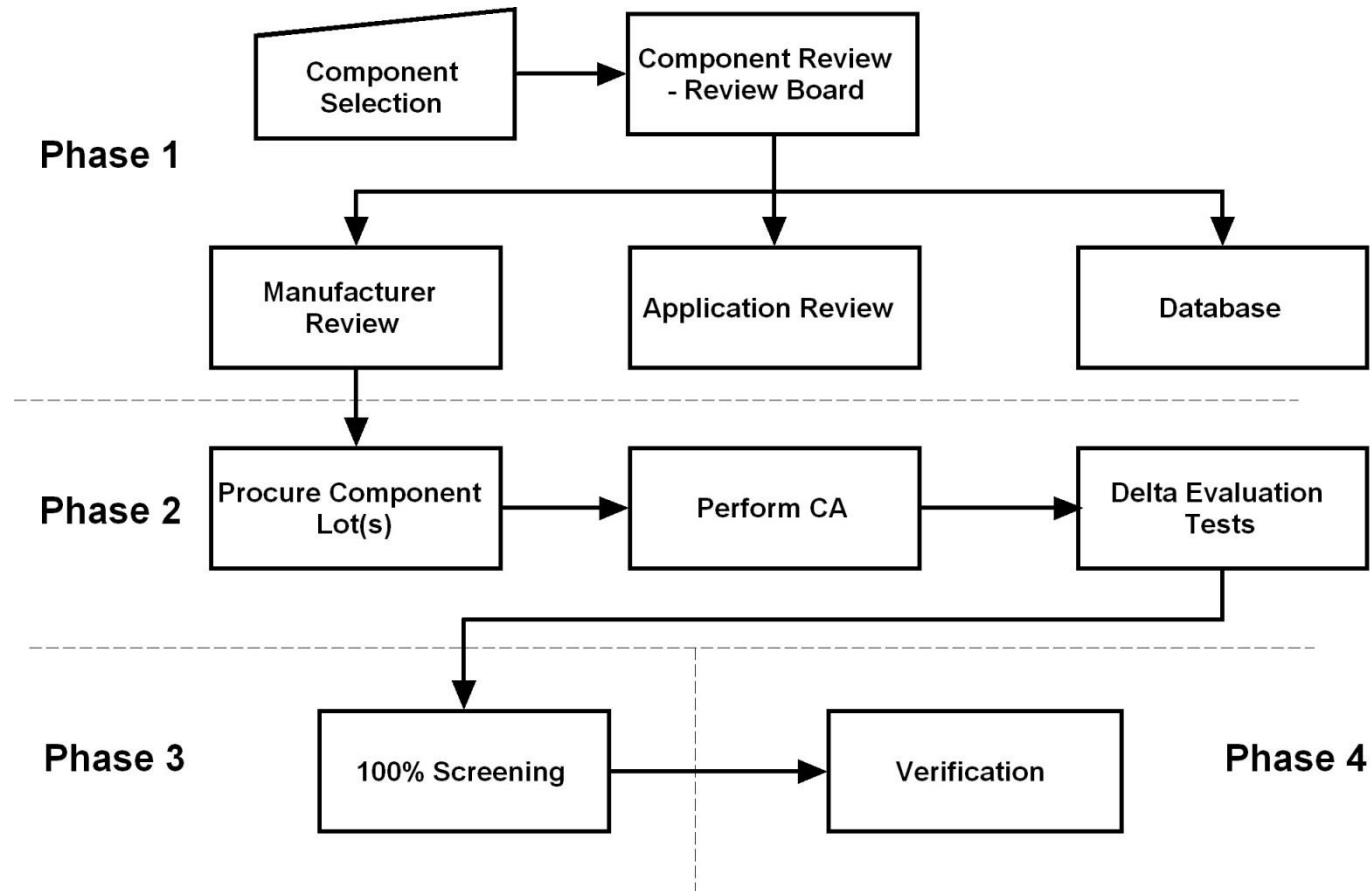 Component
Selection
Component Review
- Review Board
Phase 1
Manufacturer
Review
Application Review
Database
Phase 2
Procure Component
Lot(s)
Perform CA
Delta Evaluation
Tests
Phase 3
100% Screening
Verification
Phase 4